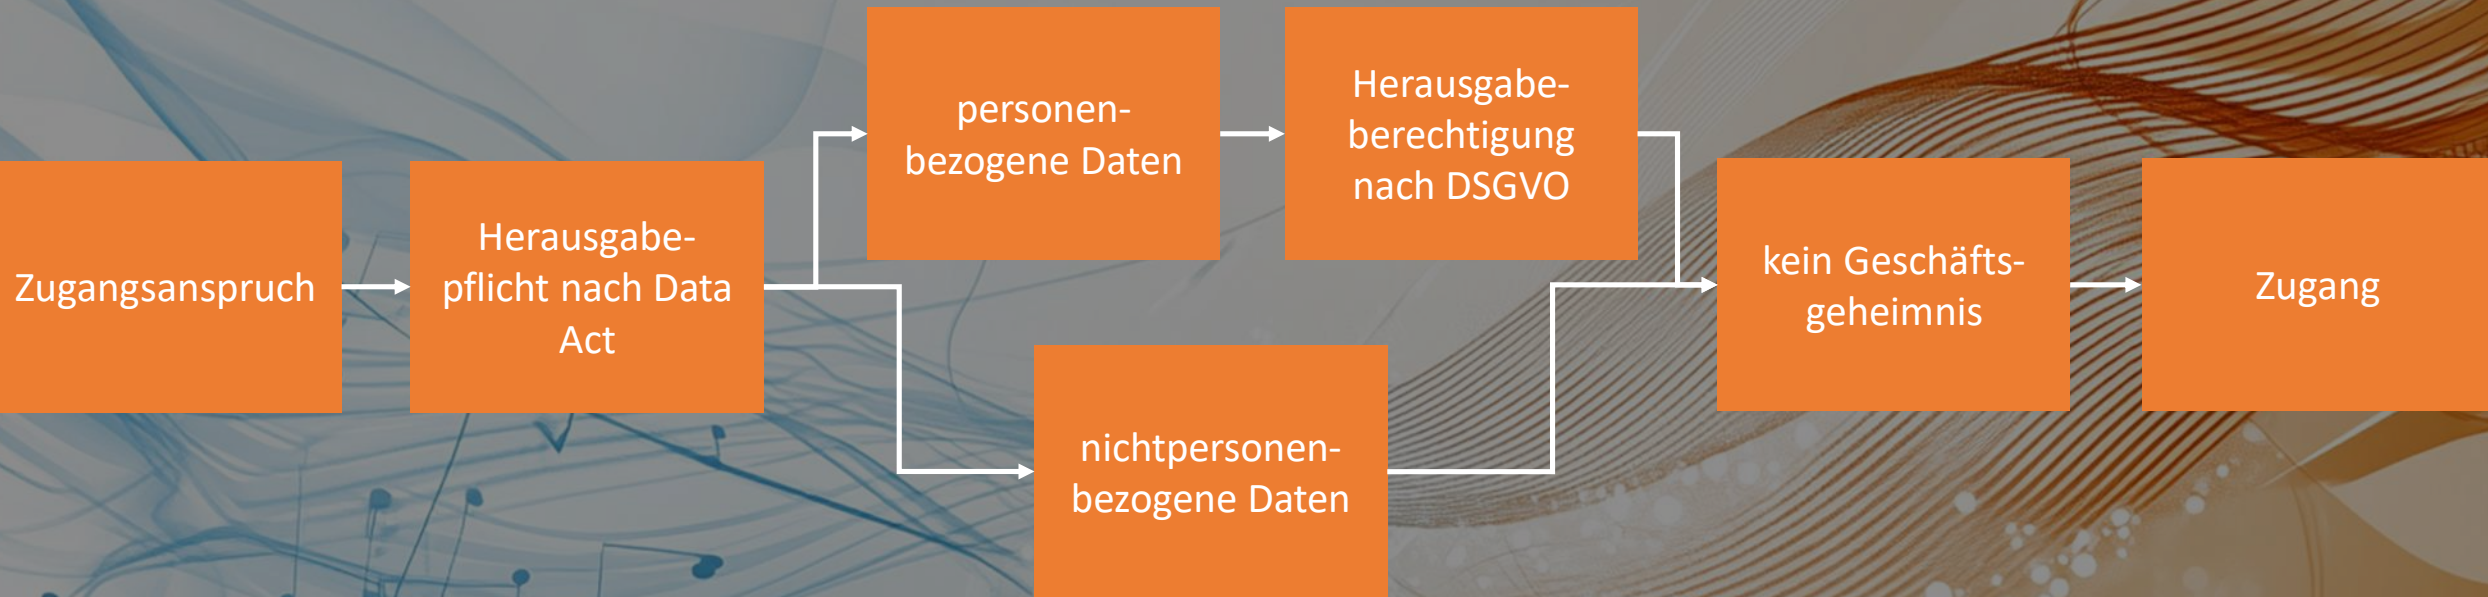 Zugangsanspruch
Herausgabe-
pflicht nach Data
Act
personen-
bezogene Daten
Herausgabe-
berechtigung
nach DSGVO
nichtpersonen-
bezogene Daten
kein Geschäfts-
geheimnis
Zugang